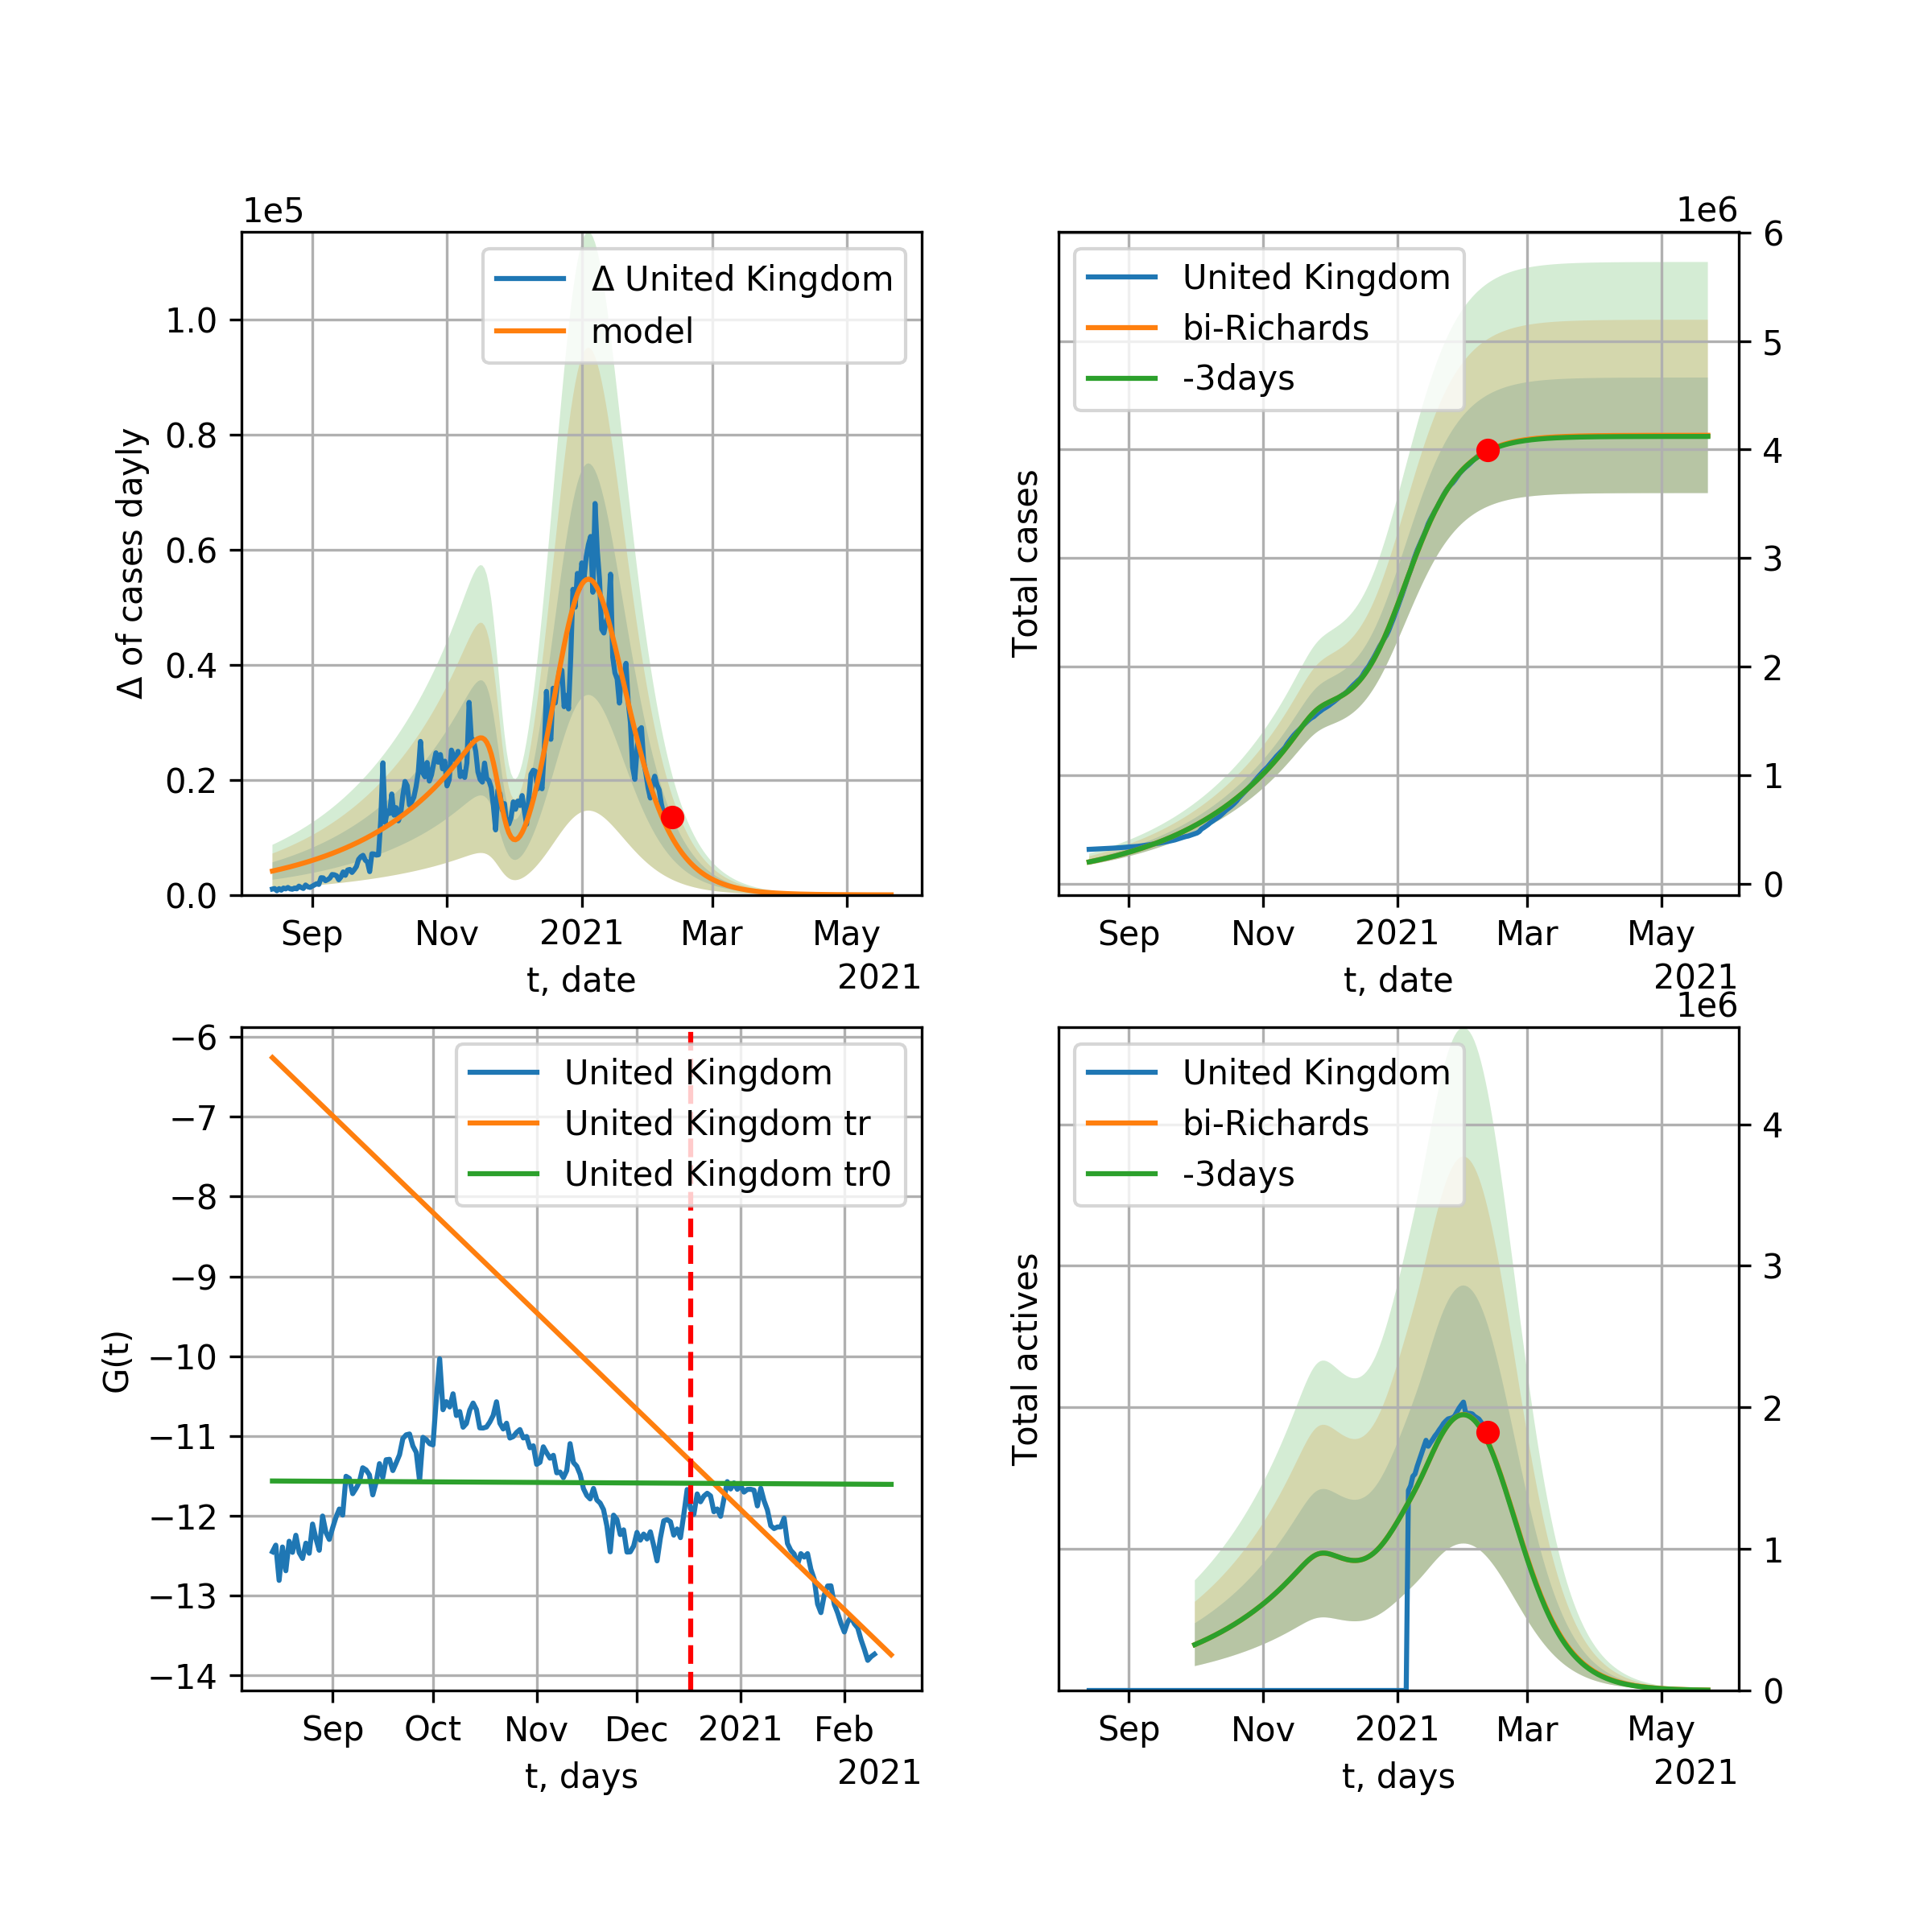 1e5
Δ of cases dayly
1.0
0.8
0.6
0.4
0.2
0.0
Δ United Kingdom
model
Sep Nov 2021 Mar May
t, date
2021
1e6
Total cases
United Kingdom
bi-Richards
-3days
6
5
4
3
2
1
0
Sep Nov 2021 Mar May
t, date
2021
G(t)
−6
−7
−8
−9
−10
−11
−12
−13
−14
United Kingdom
United Kingdom tr
United Kingdom tr0
Sep Oct Nov Dec 2021 Feb
t, days
2021
1e6
Total actives
United Kingdom
bi-Richards
-3days
4
3
2
1
0
Sep Nov 2021 Mar May
t, days
2021